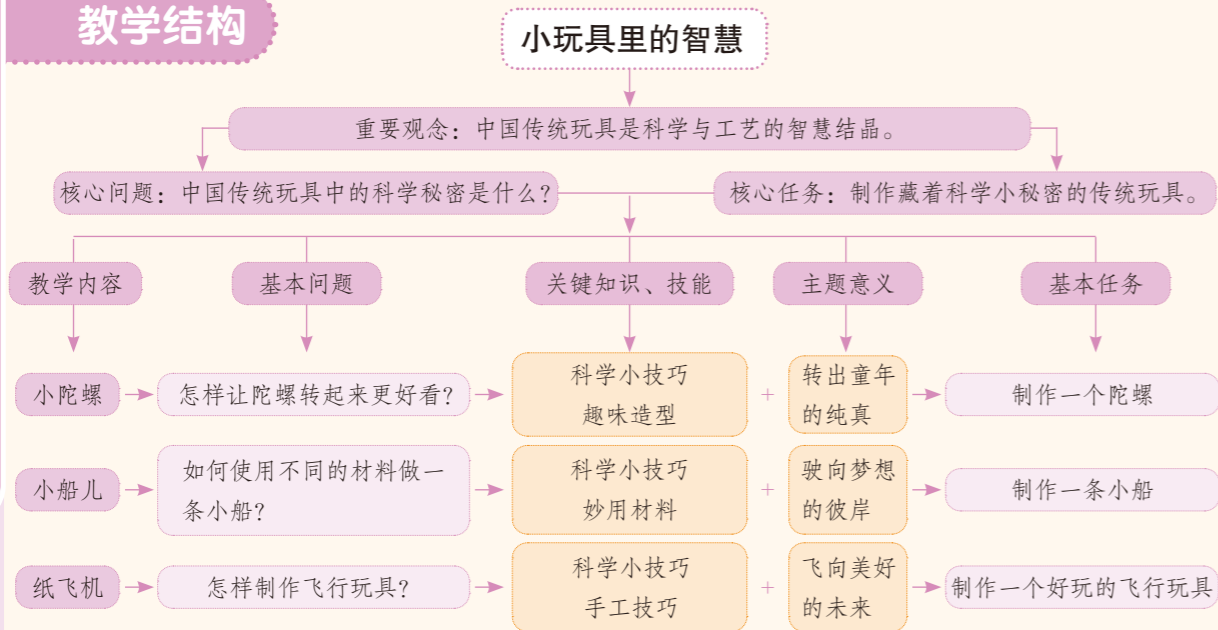 教学结构
小玩具里的智慧
重要观念：中国传统玩具是科学与工艺的智慧结晶。
核心问题：中国传统玩具中的科学秘密是什么？
核心任务：制作藏着科学小秘密的传统玩具。
教学内容
基本问题
关键知识、技能
主题意义
基本任务
小陀螺
怎样让陀螺转起来更好看？
科学小技巧
趣味造型
+
转出童年
的纯真
制作一个陀螺
小船儿
如何使用不同的材料做一
条小船？
科学小技巧
妙用材料
+
驶向梦想
的彼岸
制作一条小船
纸飞机
怎样制作飞行玩具？
科学小技巧
手工技巧
+
飞向美好
的未来
制作一个好玩的飞行玩具